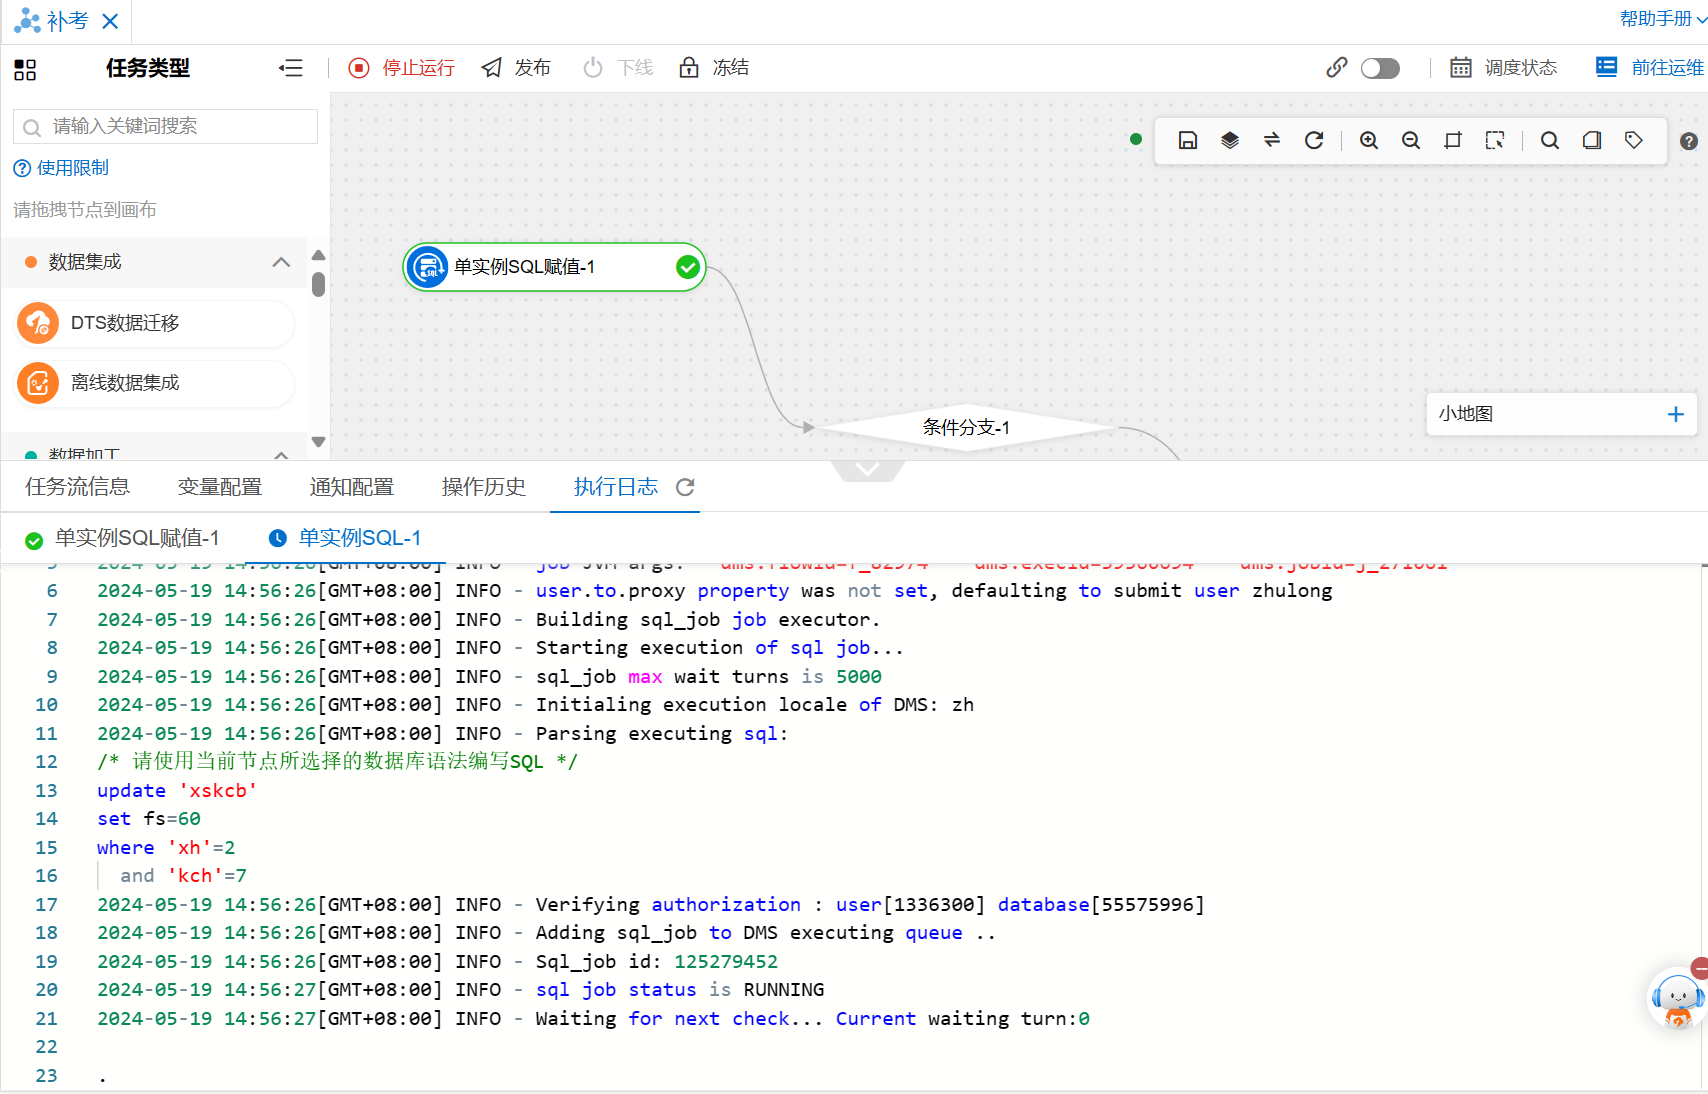 补考
帮助手册
任务类型
停止运行
发布
下线
冻结
调度状态
前往运维
请输入关键词搜索
使用限制
请拖拽节点到画布
数据集成
DTS数据迁移
离线数据集成
数据加工
单实例SQL赋值-1
条件分支-1
小地图
任务流信息
变量配置
通知配置
操作历史
执行日志
单实例SQL赋值-1
单实例SQL-1
6 2024-05-19 14:56:26[GMT+08:00] INFO - user.to.proxy property was not set, defaulting to submit user zhulong
7 2024-05-19 14:56:26[GMT+08:00] INFO - Building sql_job job executor.
8 2024-05-19 14:56:26[GMT+08:00] INFO - Starting execution of sql job...
9 2024-05-19 14:56:26[GMT+08:00] INFO - sql_job max wait turns is 5000
10 2024-05-19 14:56:26[GMT+08:00] INFO - Initialing execution locale of DMS: zh
11 2024-05-19 14:56:26[GMT+08:00] INFO - Parsing executing sql:
12 /* 请使用当前节点所选择的数据库语法编写SQL */
13 update 'xskcb'
14 set fs=60
15 where 'xh'=2
16 and 'kch'=7
17 2024-05-19 14:56:26[GMT+08:00] INFO - Verifying authorization : user[1336300] database[55575996]
18 2024-05-19 14:56:26[GMT+08:00] INFO - Adding sql_job to DMS executing queue ..
19 2024-05-19 14:56:26[GMT+08:00] INFO - Sql_job id: 125279452
20 2024-05-19 14:56:27[GMT+08:00] INFO - sql job status is RUNNING
21 2024-05-19 14:56:27[GMT+08:00] INFO - Waiting for next check... Current waiting turn:0
22
23 .